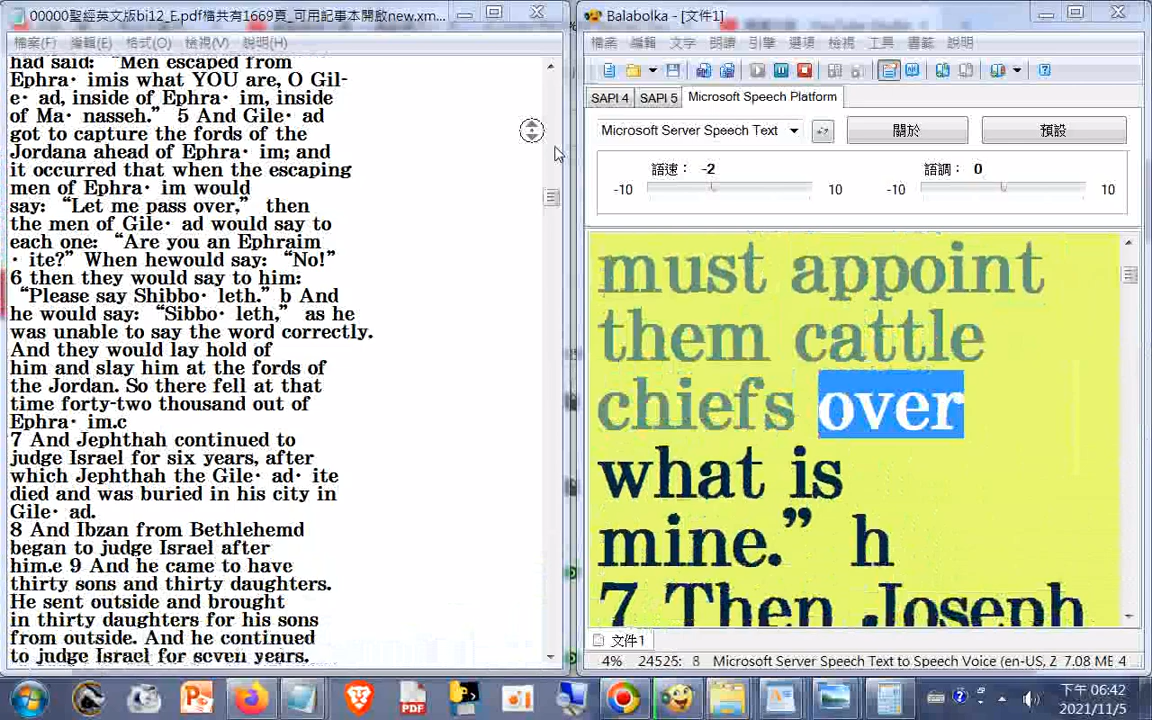 00000聖經英文版bi12_E.pdf檔共有1669頁_可用記事本開啟new.xm...
檔案(F) 編輯(E) 格式(O) 檢視(V) 說明(H)
had said: “Men escaped from
Ephra· imis what YOU are, O Gil-
e· ad, inside of Ephra· im, inside
of Ma· nasseh.” 5 And Gile· ad
got to capture the fords of the
Jordana ahead of Ephra· im; and
it occurred that when the escaping
men of Ephra· im would
say: “Let me pass over,” then
the men of Gile· ad would say to
each one: “Are you an Ephraim
· ite?” When hewould say: “No!”
6 then they would say to him:
“Please say Shibbo· leth.” b And
he would say: “Sibbo· leth,” as he
was unable to say the word correctly.
And they would lay hold of
him and slay him at the fords of
the Jordan. So there fell at that
time forty-two thousand out of
Ephra· im.c
7 And Jephthah continued to
judge Israel for six years, after
which Jephthah the Gile· ad· ite
died and was buried in his city in
Gile· ad.
8 And Ibzan from Bethlehemd
began to judge Israel after
him.e 9 And he came to have
thirty sons and thirty daughters.
He sent outside and brought
in thirty daughters for his sons
from outside. And he continued
to judge Israel for seven years.
Balabolka - [文件1]
檔案 編輯 文字 朗讀 引擎 選項 檢視 工具 書籤 說明
SAPI 4 SAPI 5 Microsoft Speech Platform
Microsoft Server Speech Text 關於 預設
語速: -2 語調: 0
-10 10 -10 10
must appoint
them cattle
chiefs over
what is
mine.” h
7 Then Joseph
文件1
4% 24525: 8 Microsoft Server Speech Text to Speech Voice (en-US, Z 7.08 ME 4
PDF
下午 06:42
2021/11/5